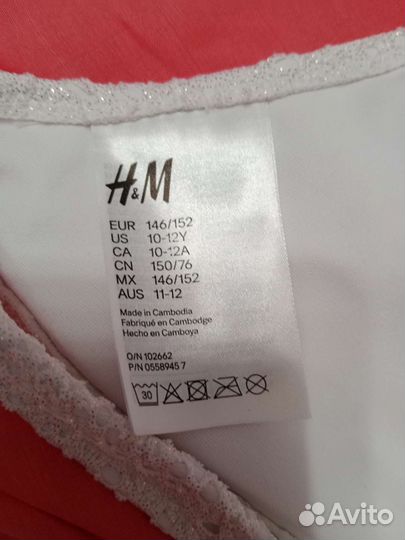 H&M
EUR 146/152
US 10-12Y
CA 10-12A
CN 150/76
MX 146/152
AUS 11-12
Made in Cambodia
Fabriqué en Cambodge
Hecho en Camboya
O/N 102662
P/N 0558945 7
30
Avito